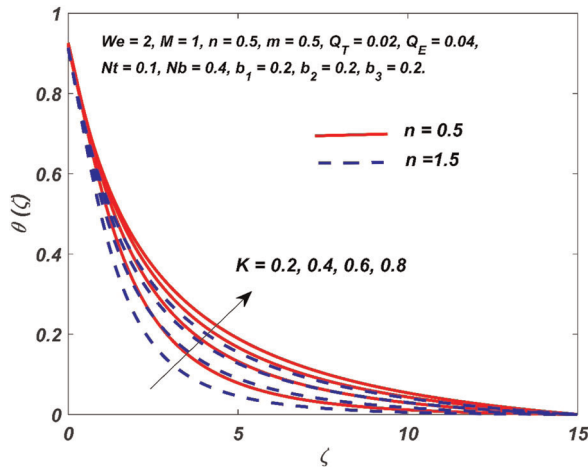 We = 2, M = 1, n = 0.5, m = 0.5, Q_T = 0.02, Q_E = 0.04,
Nt = 0.1, Nb = 0.4, b_1 = 0.2, b_2 = 0.2, b_3 = 0.2.
n = 0.5
n =1.5
K = 0.2, 0.4, 0.6, 0.8
θ (ζ)
1
0.8
0.6
0.4
0.2
0
0 5 10 15
ζ